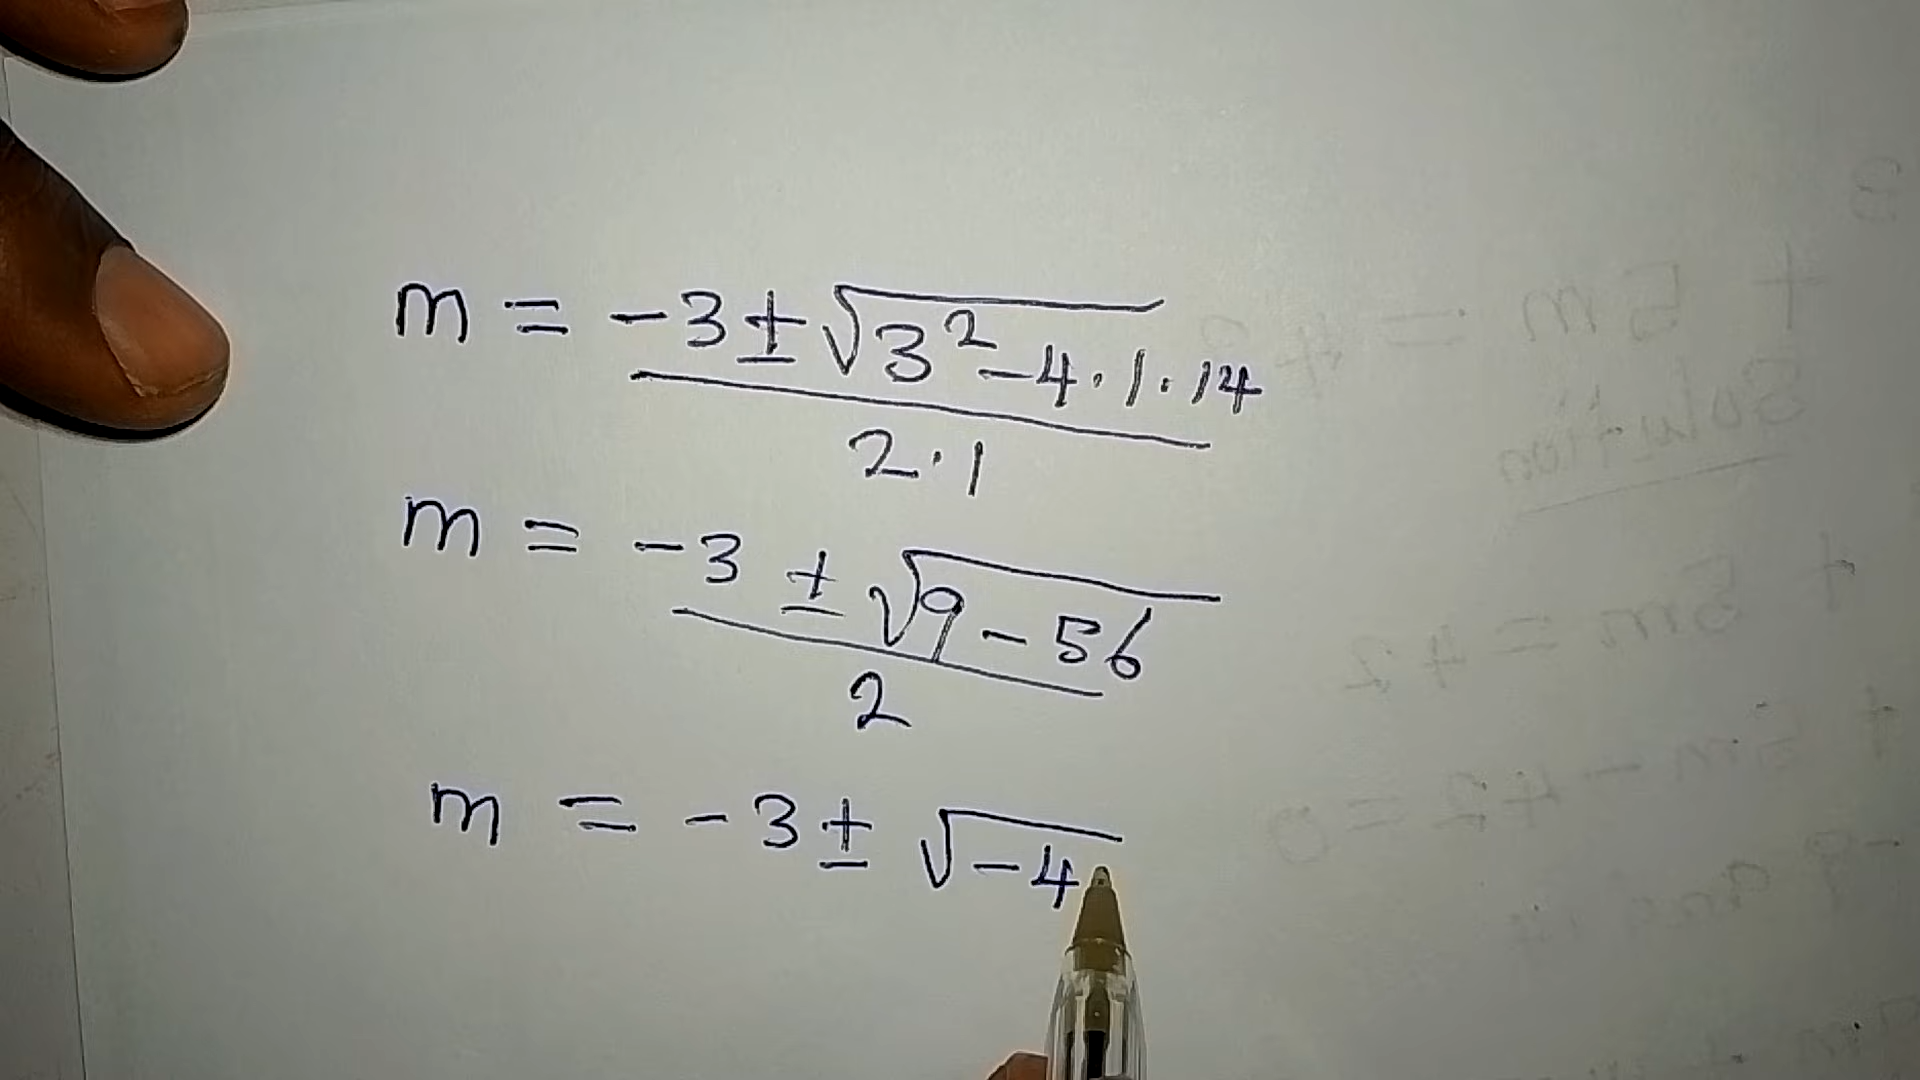 m = -3 ± √(3² - 4 · 1 · 14) / 2 · 1
m = -3 ± √(9 - 56) / 2
m = -3 ± √(-4